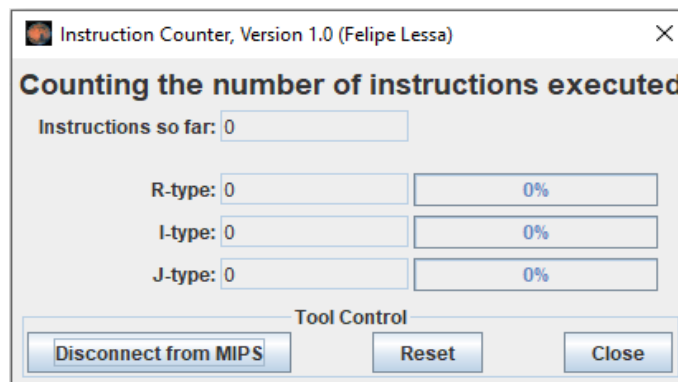 Instruction Counter, Version 1.0 (Felipe Lessa)
Counting the number of instructions executed
Instructions so far: 0
R-type: 0 0%
I-type: 0 0%
J-type: 0 0%
Tool Control
Disconnect from MIPS Reset Close